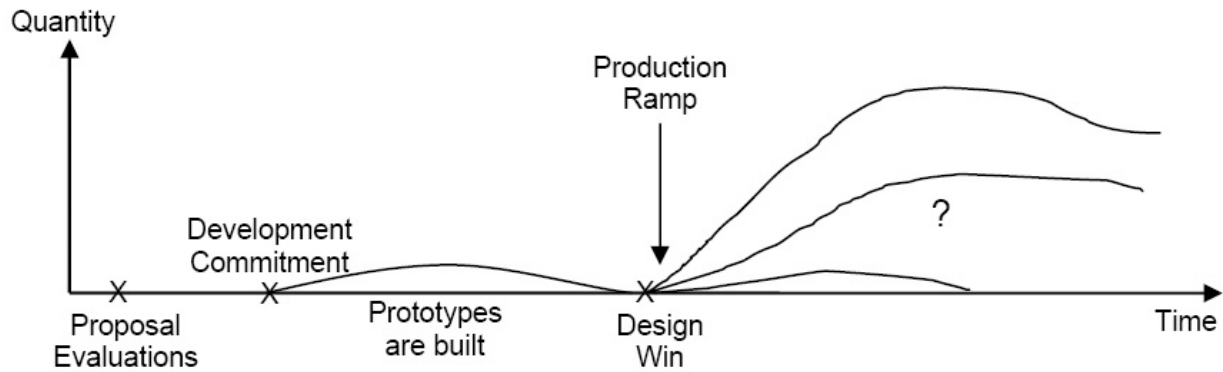 Quantity
Production
Ramp
Development
Commitment
?
Proposal
Evaluations
Prototypes
are built
Design
Win
Time